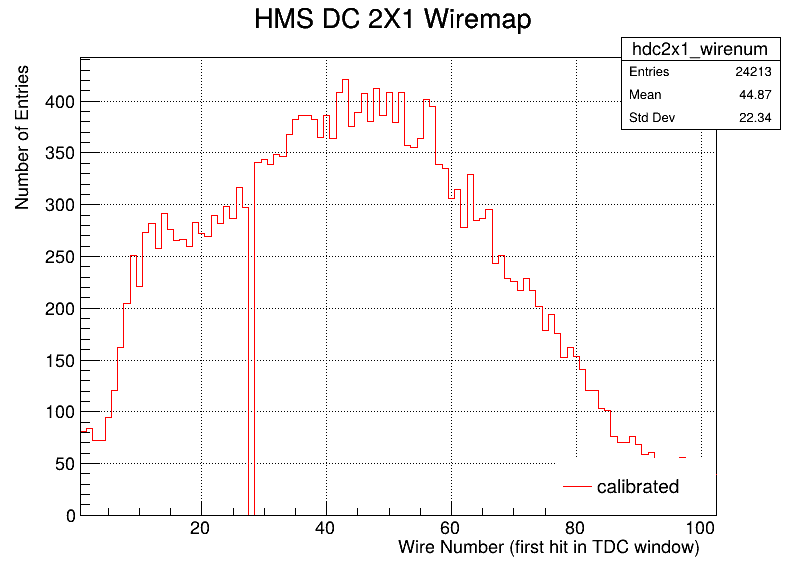 HMS DC 2X1 Wiremap
hdc2x1_wirenum
Entries 24213
Mean 44.87
Std Dev 22.34
Number of Entries
400
350
300
250
200
150
100
50
0
20 40 60 80 100
Wire Number (first hit in TDC window)
calibrated